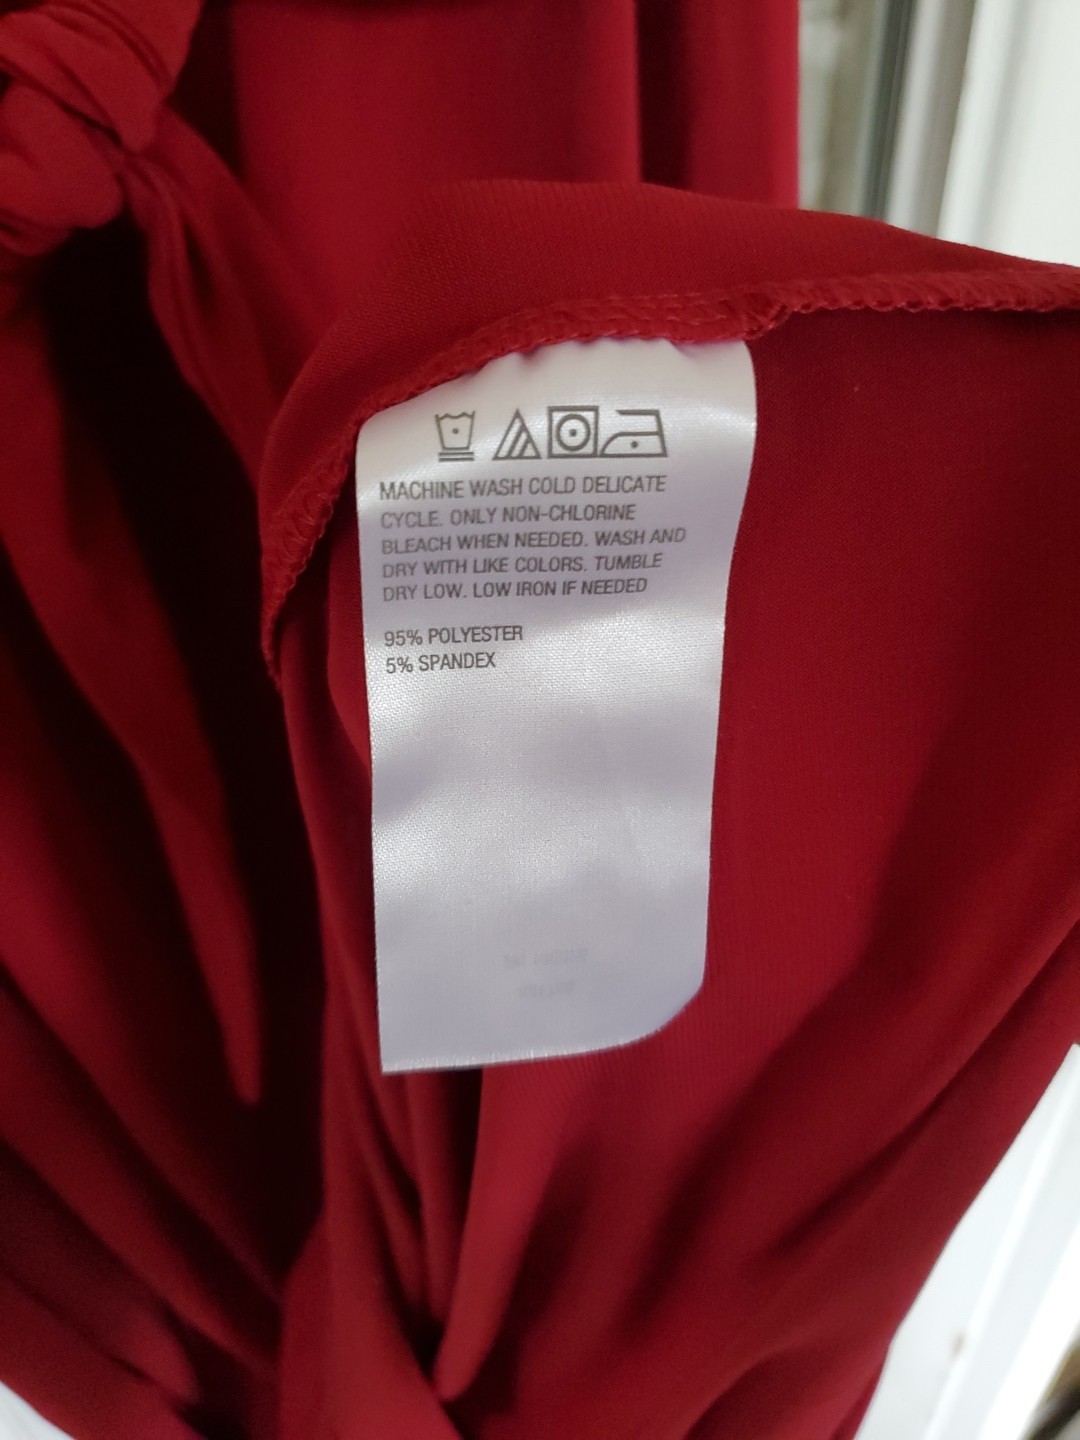 MACHINE WASH COLD DELICATE
CYCLE. ONLY NON-CHLORINE
BLEACH WHEN NEEDED. WASH AND
DRY WITH LIKE COLORS. TUMBLE
DRY LOW. LOW IRON IF NEEDED
95% POLYESTER
5% SPANDEX